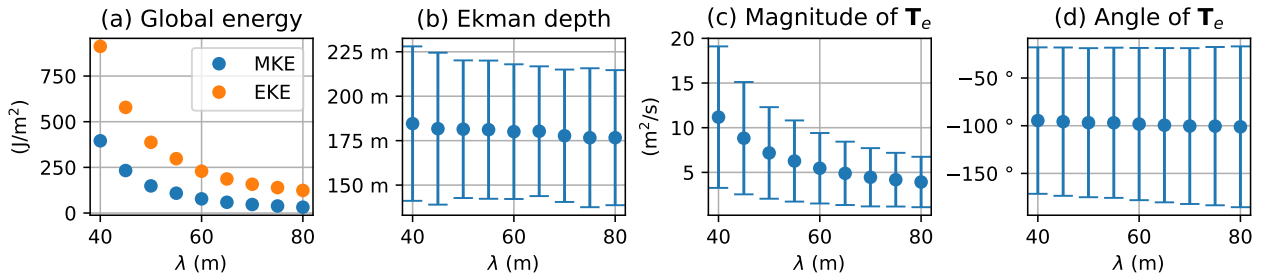 (a) Global energy
(J/m²)
750
500
250
0
MKE
EKE
40 60 80
λ (m)
(b) Ekman depth
225 m
200 m
175 m
150 m
40 60 80
λ (m)
(c) Magnitude of Tₑ
(m²/s)
20
15
10
5
40 60 80
λ (m)
(d) Angle of Tₑ
−50 °
−100 °
−150 °
40 60 80
λ (m)